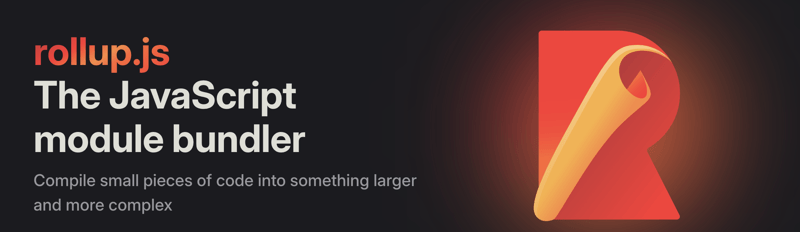 rollup.js
The JavaScript
module bundler
Compile small pieces of code into something larger
and more complex